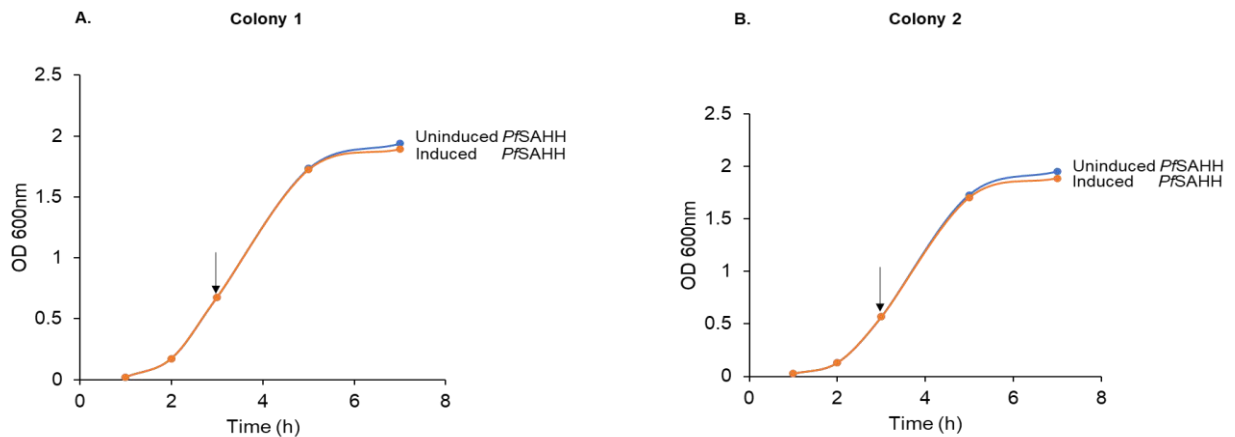 A. Colony 1
2.5
2
1.5
1
0.5
0
OD 600nm
0 2 4 6 8
Time (h)
Uninduced PfSAHH
Induced PfSAHH
B. Colony 2
2.5
2
1.5
1
0.5
0
OD 600nm
0 2 4 6 8
Time (h)
Uninduced PfSAHH
Induced PfSAHH